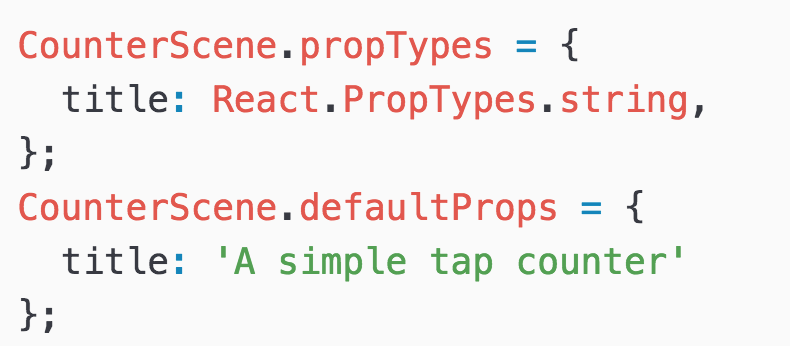 CounterScene.propTypes = {
  title: React.PropTypes.string,
};
CounterScene.defaultProps = {
  title: 'A simple tap counter'
};